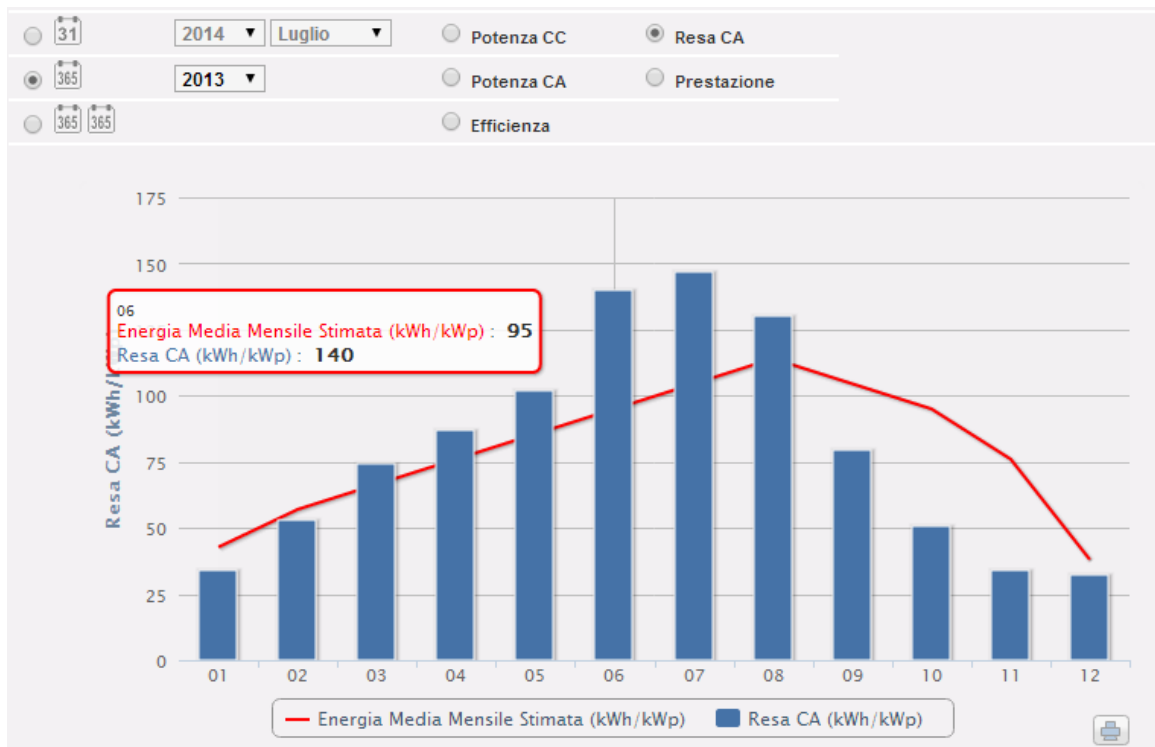 31 2014 Luglio Potenza CC Resa CA
365 2013 Potenza CA Prestazione
365 365 Efficienza
175
150
06
Energia Media Mensile Stimata (kWh/kWp) : 95
Resa CA (kWh/kWp) : 140
100
75
50
25
0
Resa CA (kWh/
01 02 03 04 05 06 07 08 09 10 11 12
Energia Media Mensile Stimata (kWh/kWp) Resa CA (kWh/kWp)